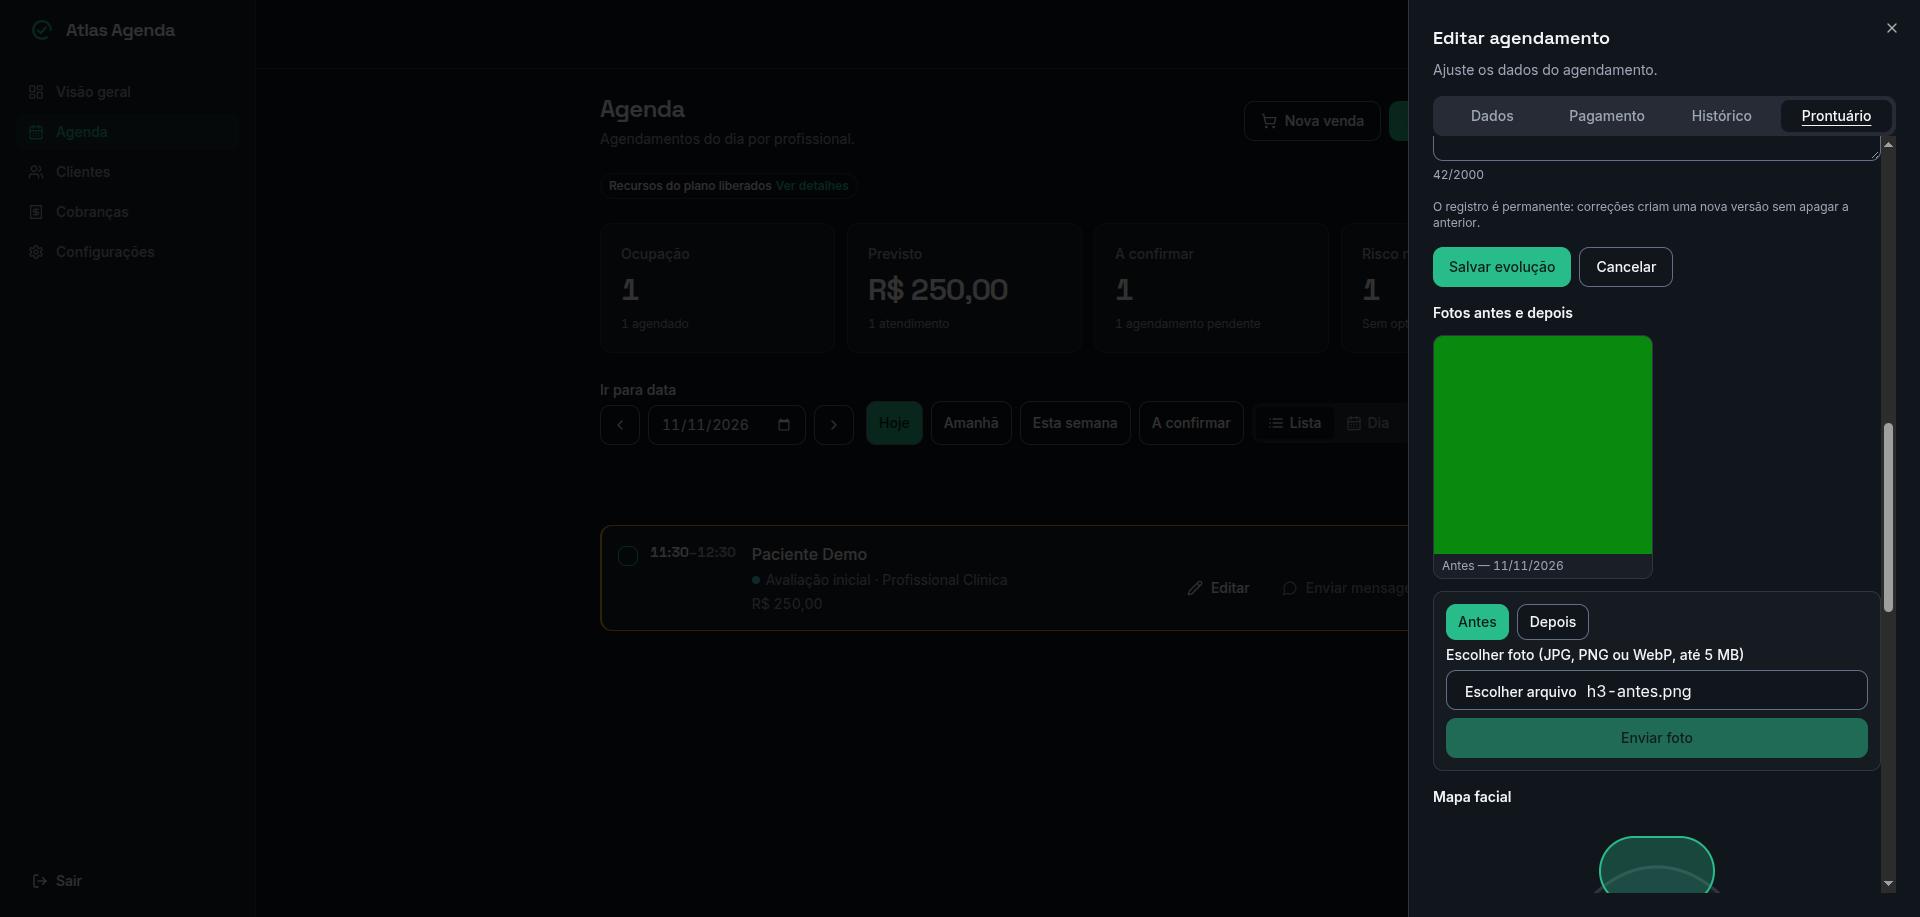 Atlas Agenda
Visão geral
Agenda
Clientes
Cobranças
Configurações
Sair
Agenda
Agendamentos do dia por profissional.
Nova venda
Recursos do plano liberados Ver detalhes
Ocupação
1
1 agendado
Previsto
R$ 250,00
1 atendimento
A confirmar
1
1 agendamento pendente
Risco
1
Sem
Ir para data
11/11/2026
Hoje
Amanhã
Esta semana
A confirmar
Lista
Dia
11:30–12:30
Paciente Demo
Avaliação inicial · Profissional Clínica
R$ 250,00
Editar
Enviar mensage
Editar agendamento
Ajuste os dados do agendamento.
Dados
Pagamento
Histórico
Prontuário
42/2000
O registro é permanente: correções criam uma nova versão sem apagar a
anterior.
Salvar evolução
Cancelar
Fotos antes e depois
Antes — 11/11/2026
Antes
Depois
Escolher foto (JPG, PNG ou WebP, até 5 MB)
Escolher arquivo h3-antes.png
Enviar foto
Mapa facial